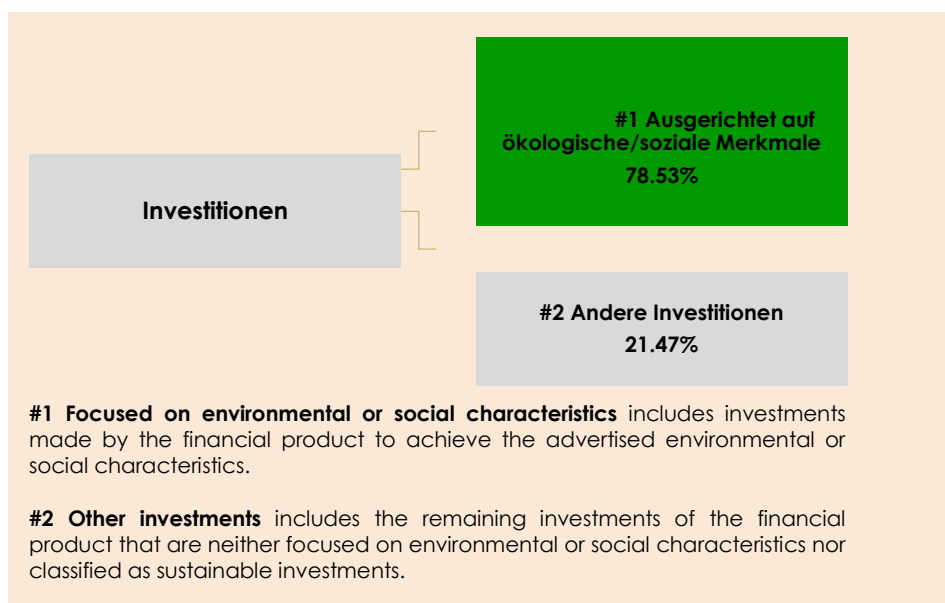 #1 Ausgerichtet auf
ökologische/soziale Merkmale
78.53%
Investitionen
#2 Andere Investitionen
21.47%
#1 Focused on environmental or social characteristics includes investments
made by the financial product to achieve the advertised environmental or
social characteristics.
#2 Other investments includes the remaining investments of the financial
product that are neither focused on environmental or social characteristics nor
classified as sustainable investments.